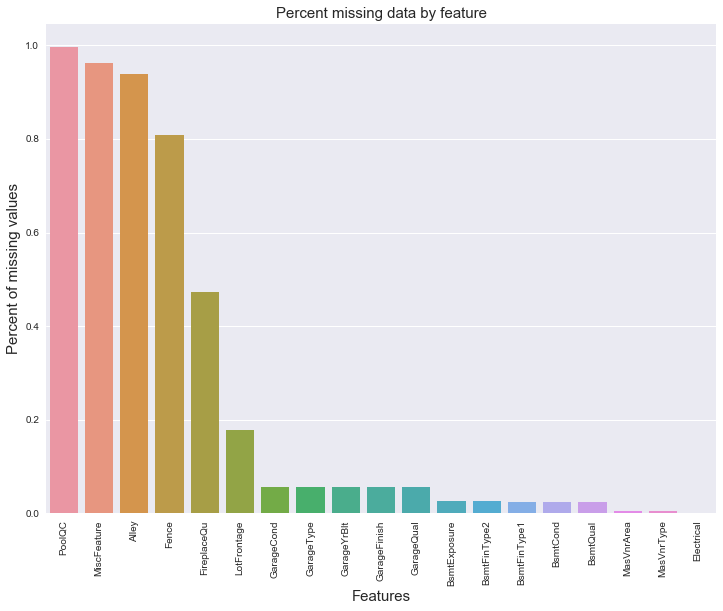 Percent missing data by feature
Percent of missing values
1.0
0.8
0.6
0.4
0.2
0.0
PoolQC
MiscFeature
Alley
Fence
FireplaceQu
LotFrontage
GarageCond
GarageType
GarageYrBlt
GarageFinish
GarageQual
BsmtExposure
BsmtFinType2
BsmtFinType1
BsmtCond
BsmtQual
MasVnrArea
MasVnrType
Electrical
Features